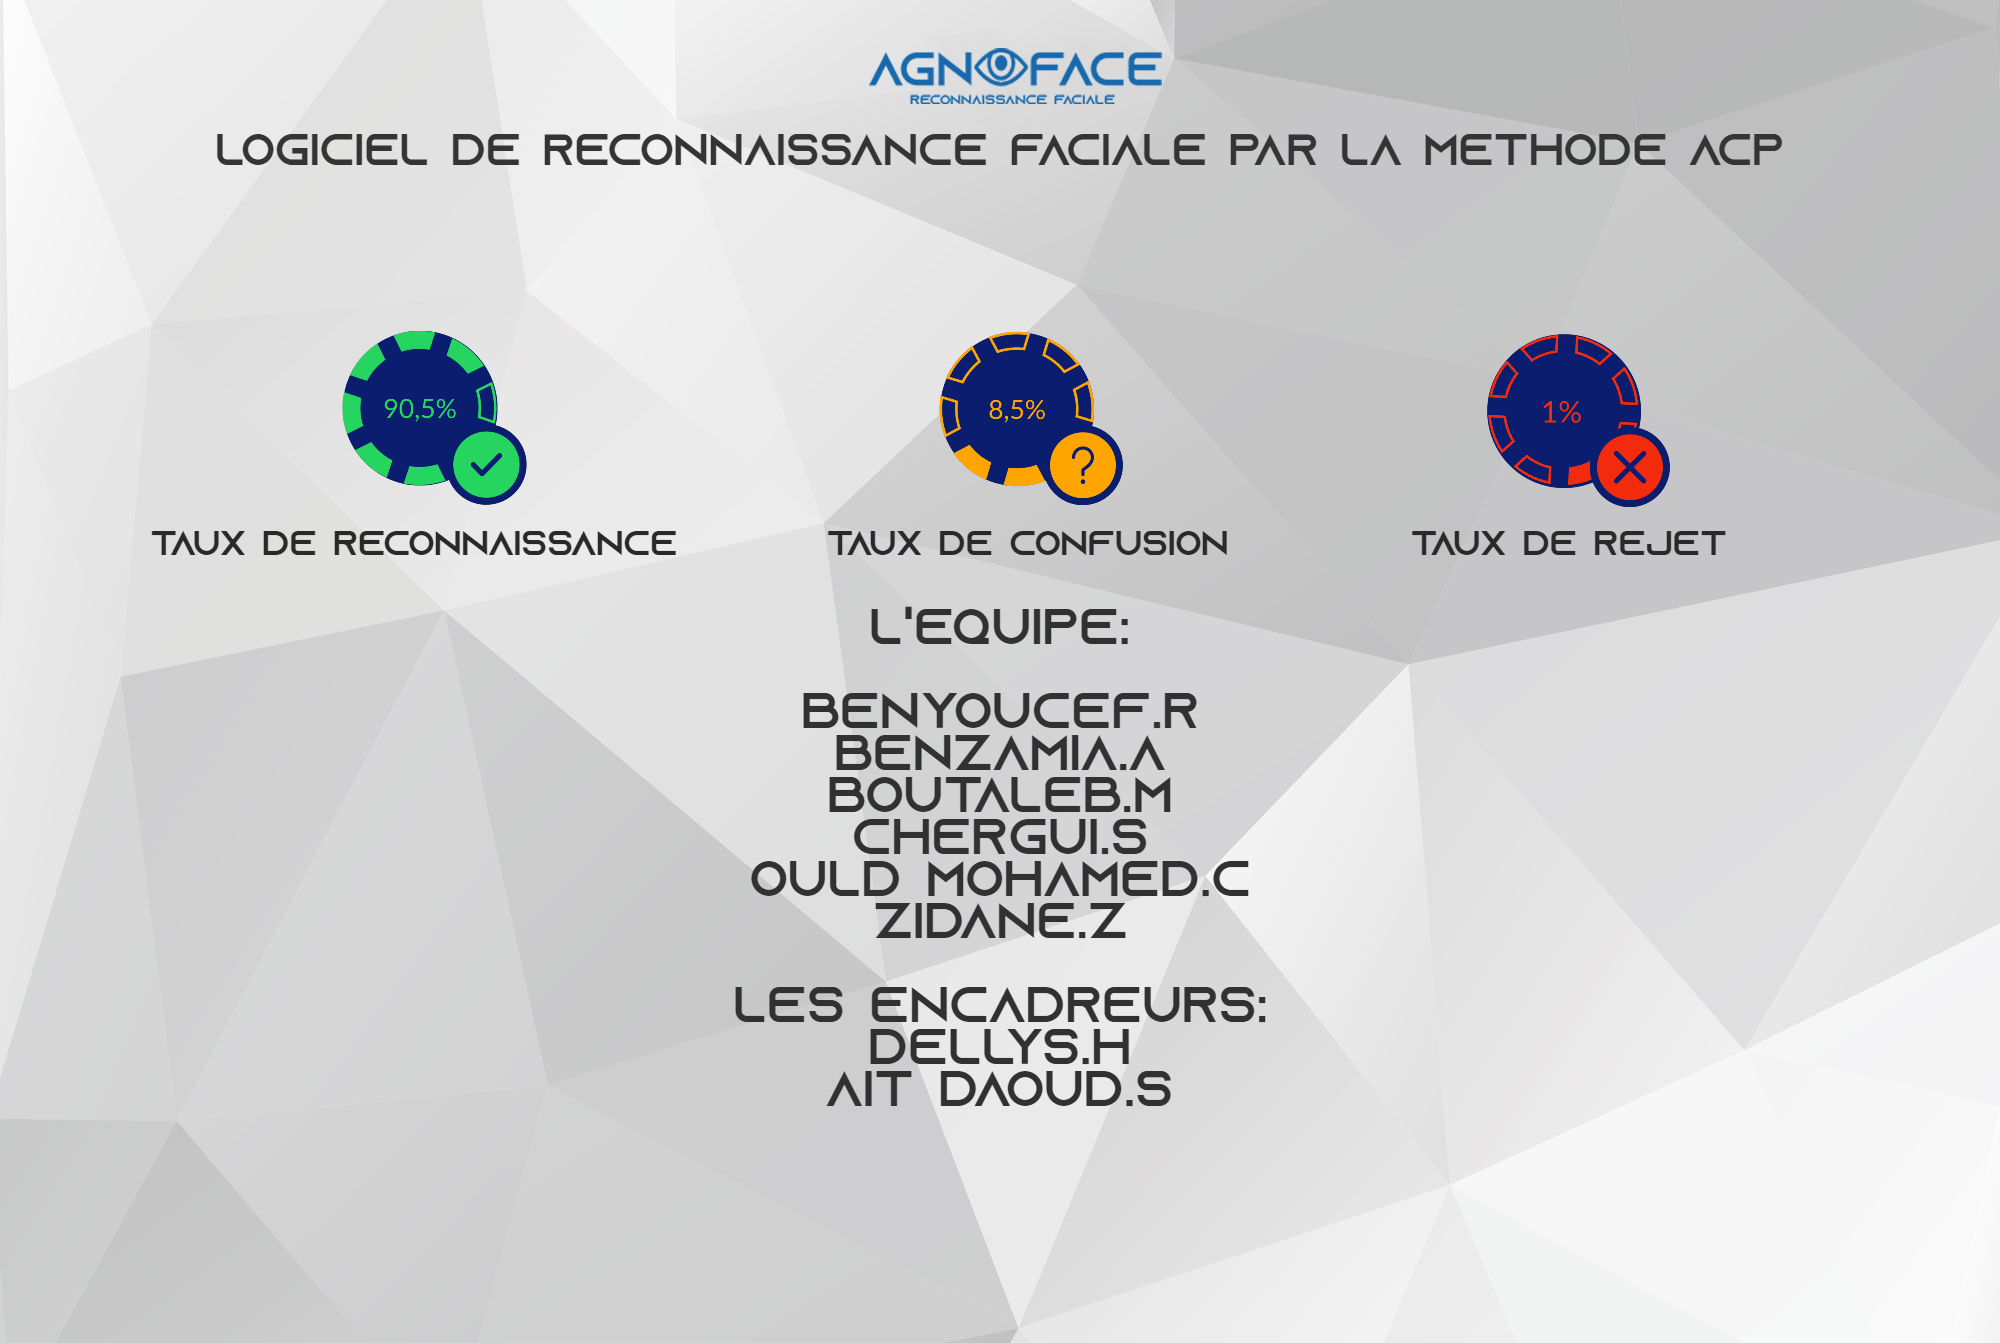 AGNOFACE
RECONNAISSANCE FACIALE
LOGICIEL DE RECONNAISSANCE FACIALE PAR LA METHODE ACP
90,5%
8,5%
?
1%
TAUX DE RECONNAISSANCE
TAUX DE CONFUSION
TAUX DE REJET
L'EQUIPE:
BENYOUCEF.R
BENZAMIA.A
BOUTALEB.M
CHERGUI.S
OULD MOHAMED.C
ZIDANE.Z
LES ENCADREURS:
DELLYS.H
AIT DAOUD.S